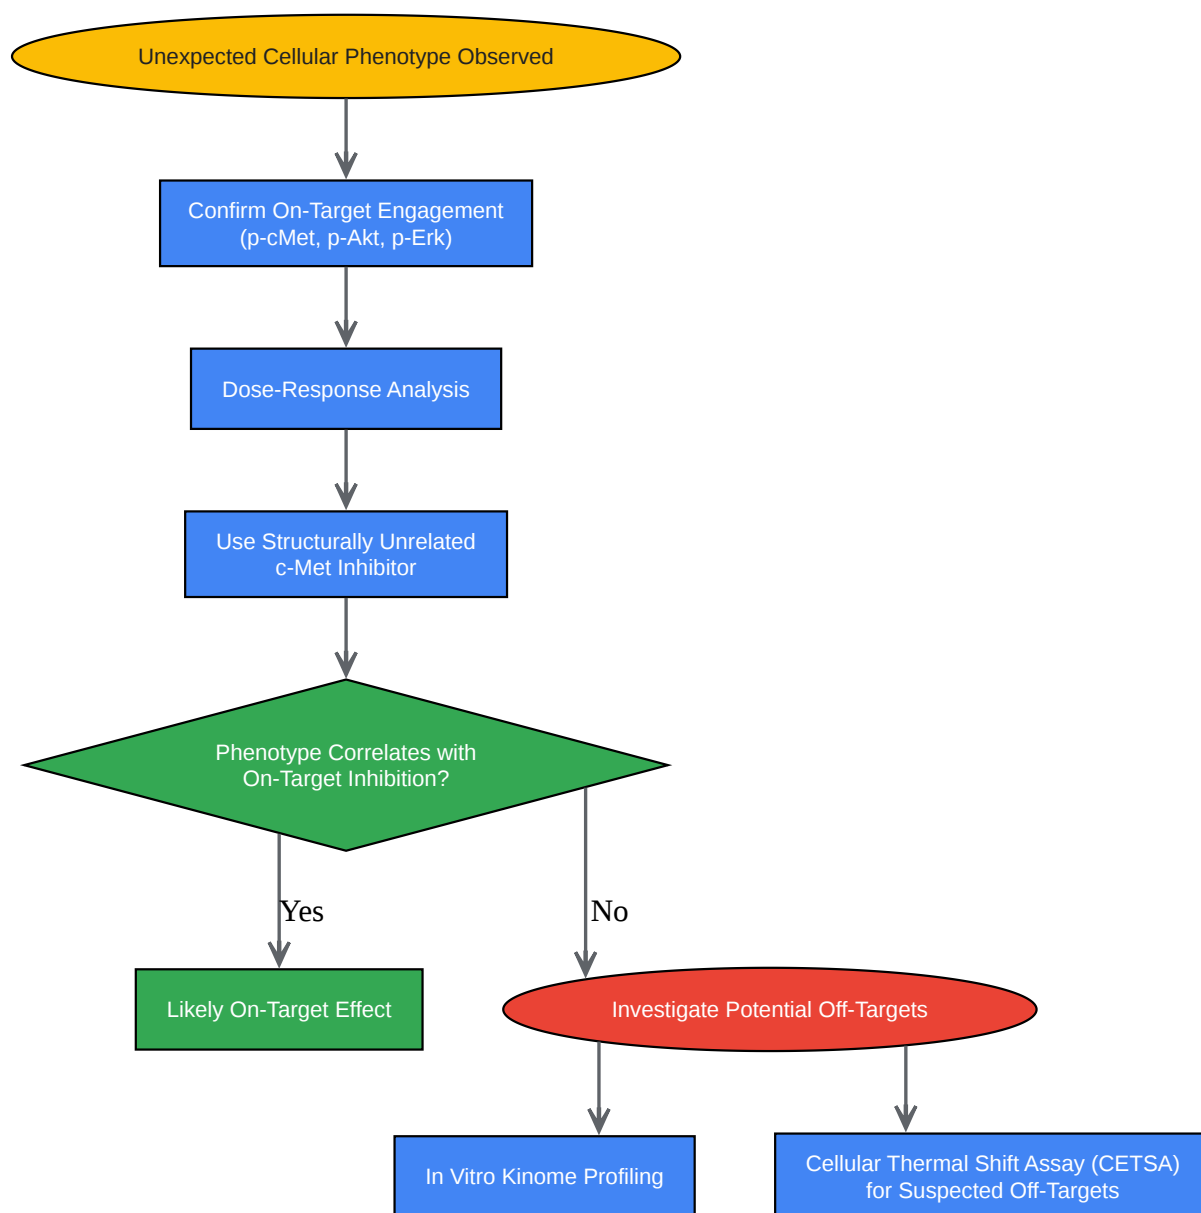 Unexpected Cellular Phenotype Observed
Confirm On-Target Engagement
(p-cMet, p-Akt, p-Erk)
Dose-Response Analysis
Use Structurally Unrelated
c-Met Inhibitor
Phenotype Correlates with
On-Target Inhibition?
Yes
No
Likely On-Target Effect
Investigate Potential Off-Targets
In Vitro Kinome Profiling
Cellular Thermal Shift Assay (CETSA)
for Suspected Off-Targets